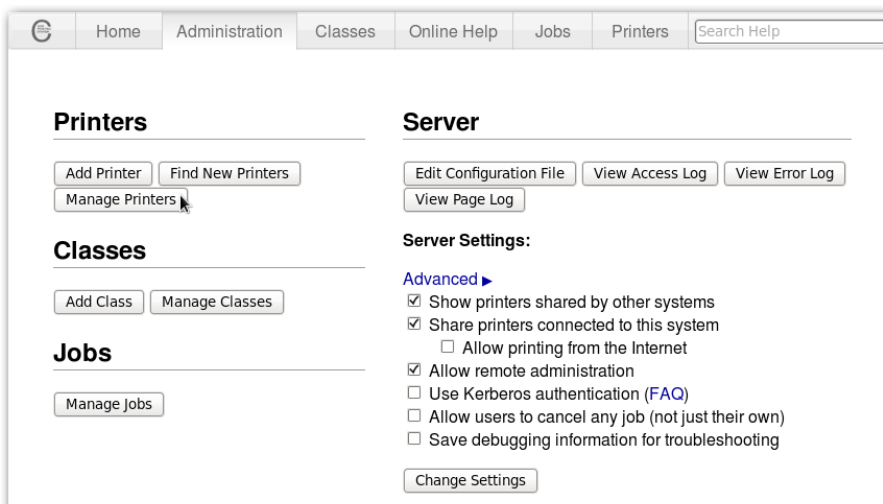 Home Administration Classes Online Help Jobs Printers Search Help
Printers
Add Printer Find New Printers
Manage Printers
Classes
Add Class Manage Classes
Jobs
Manage Jobs
Server
Edit Configuration File View Access Log View Error Log
View Page Log
Server Settings:
Advanced ▶
Show printers shared by other systems
Share printers connected to this system
Allow printing from the Internet
Allow remote administration
Use Kerberos authentication (FAQ)
Allow users to cancel any job (not just their own)
Save debugging information for troubleshooting
Change Settings